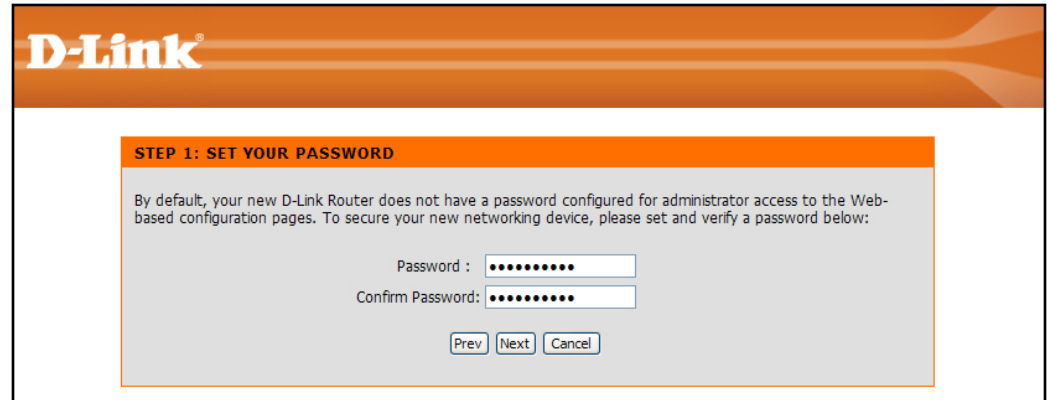 D-Link®
STEP 1: SET YOUR PASSWORD
By default, your new D-Link Router does not have a password configured for administrator access to the Web-
based configuration pages. To secure your new networking device, please set and verify a password below:
Password : ••••••••••
Confirm Password: ••••••••••
Prev Next Cancel